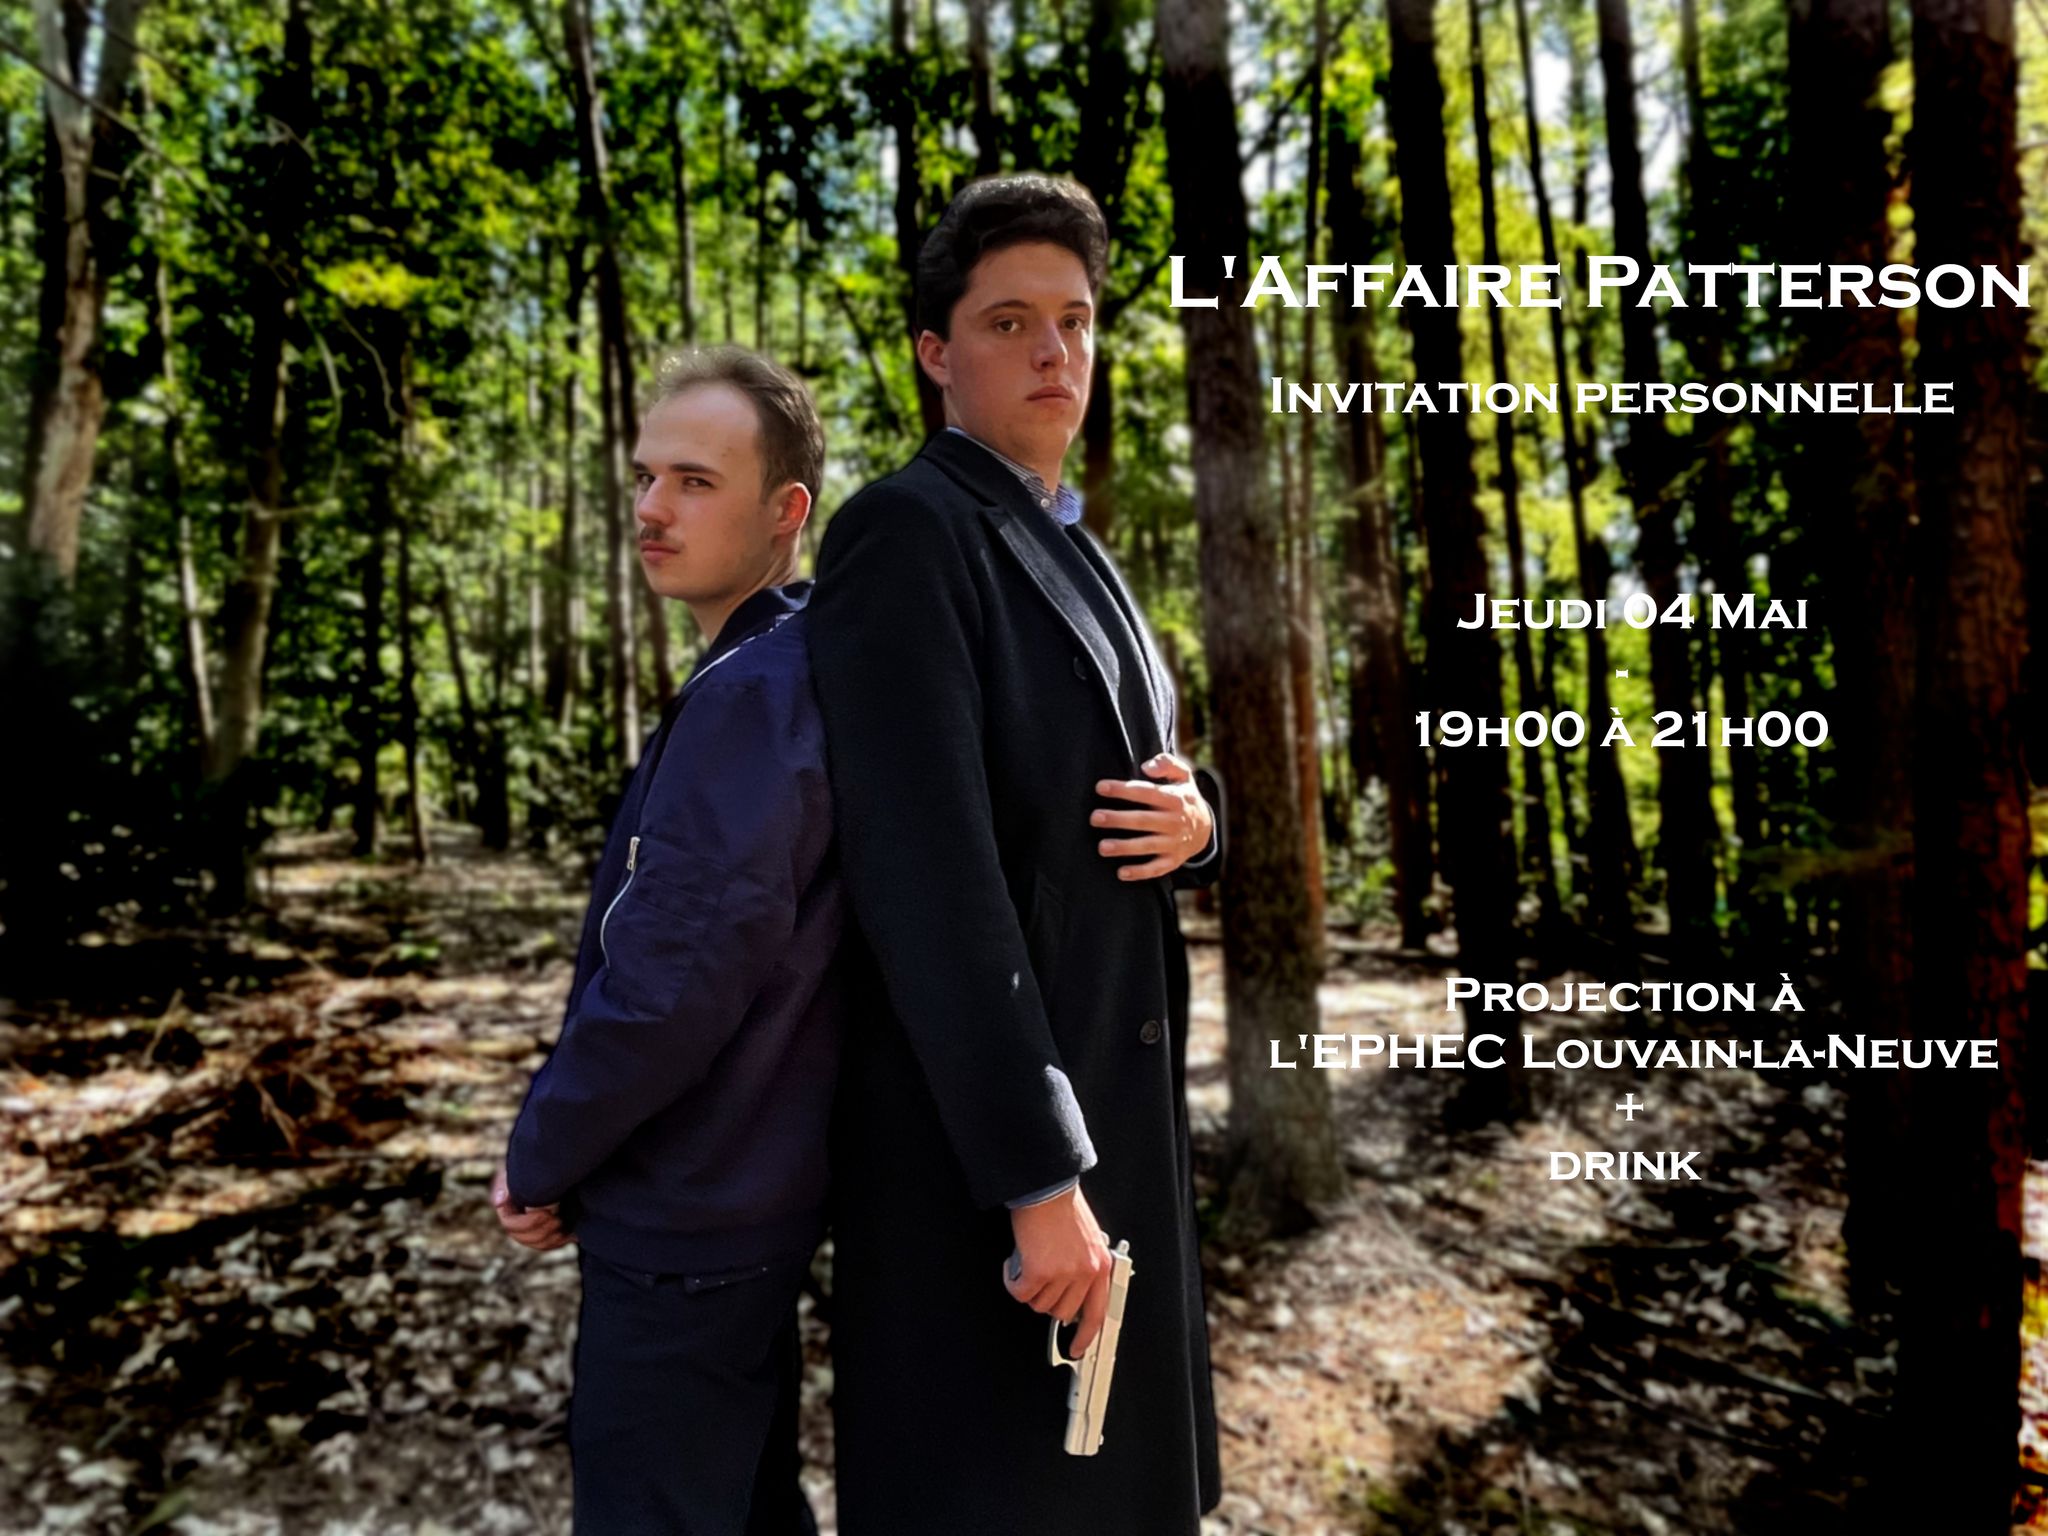 L'Affaire Patterson
Invitation personnelle
Jeudi 04 Mai
-
19h00 à 21h00
Projection à
l'EPHEC Louvain-la-Neuve
+
drink